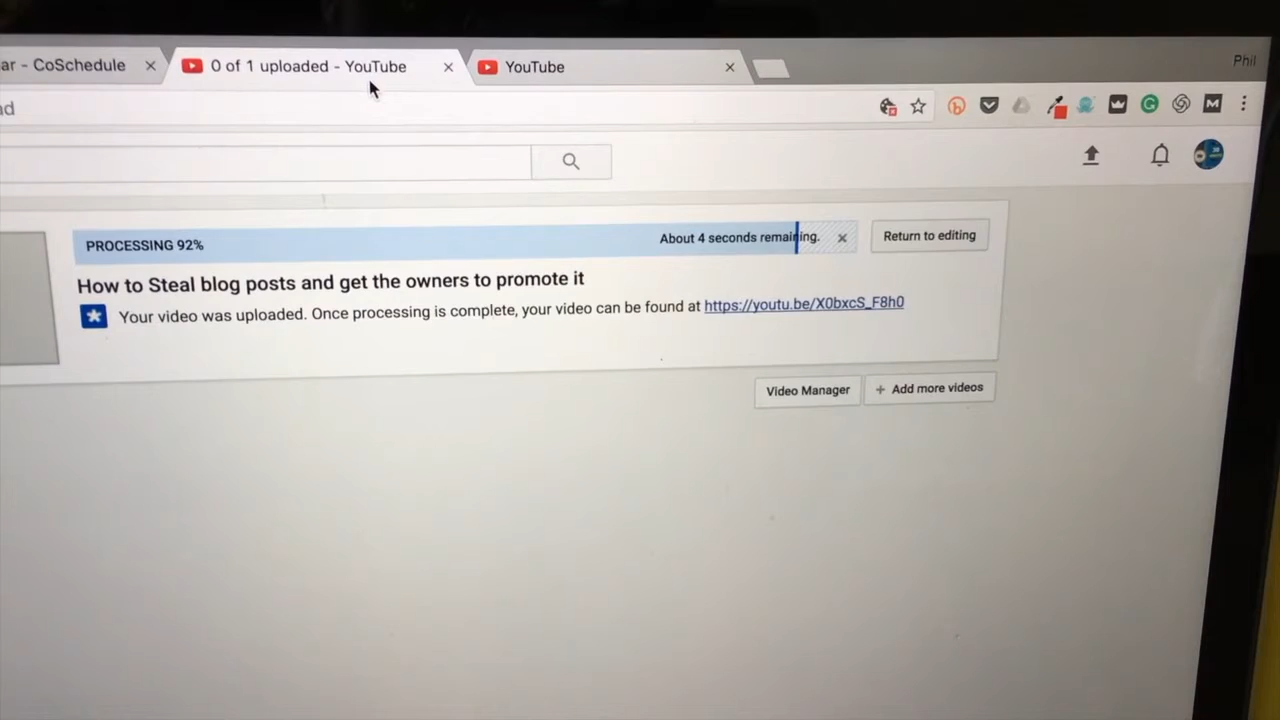 ar - CoSchedule
0 of 1 uploaded - YouTube
YouTube
Phil
nd
PROCESSING 92%
About 4 seconds remaining.
Return to editing
How to Steal blog posts and get the owners to promote it
Your video was uploaded. Once processing is complete, your video can be found at https://youtu.be/X0bxcS_F8h0
Video Manager
+ Add more videos